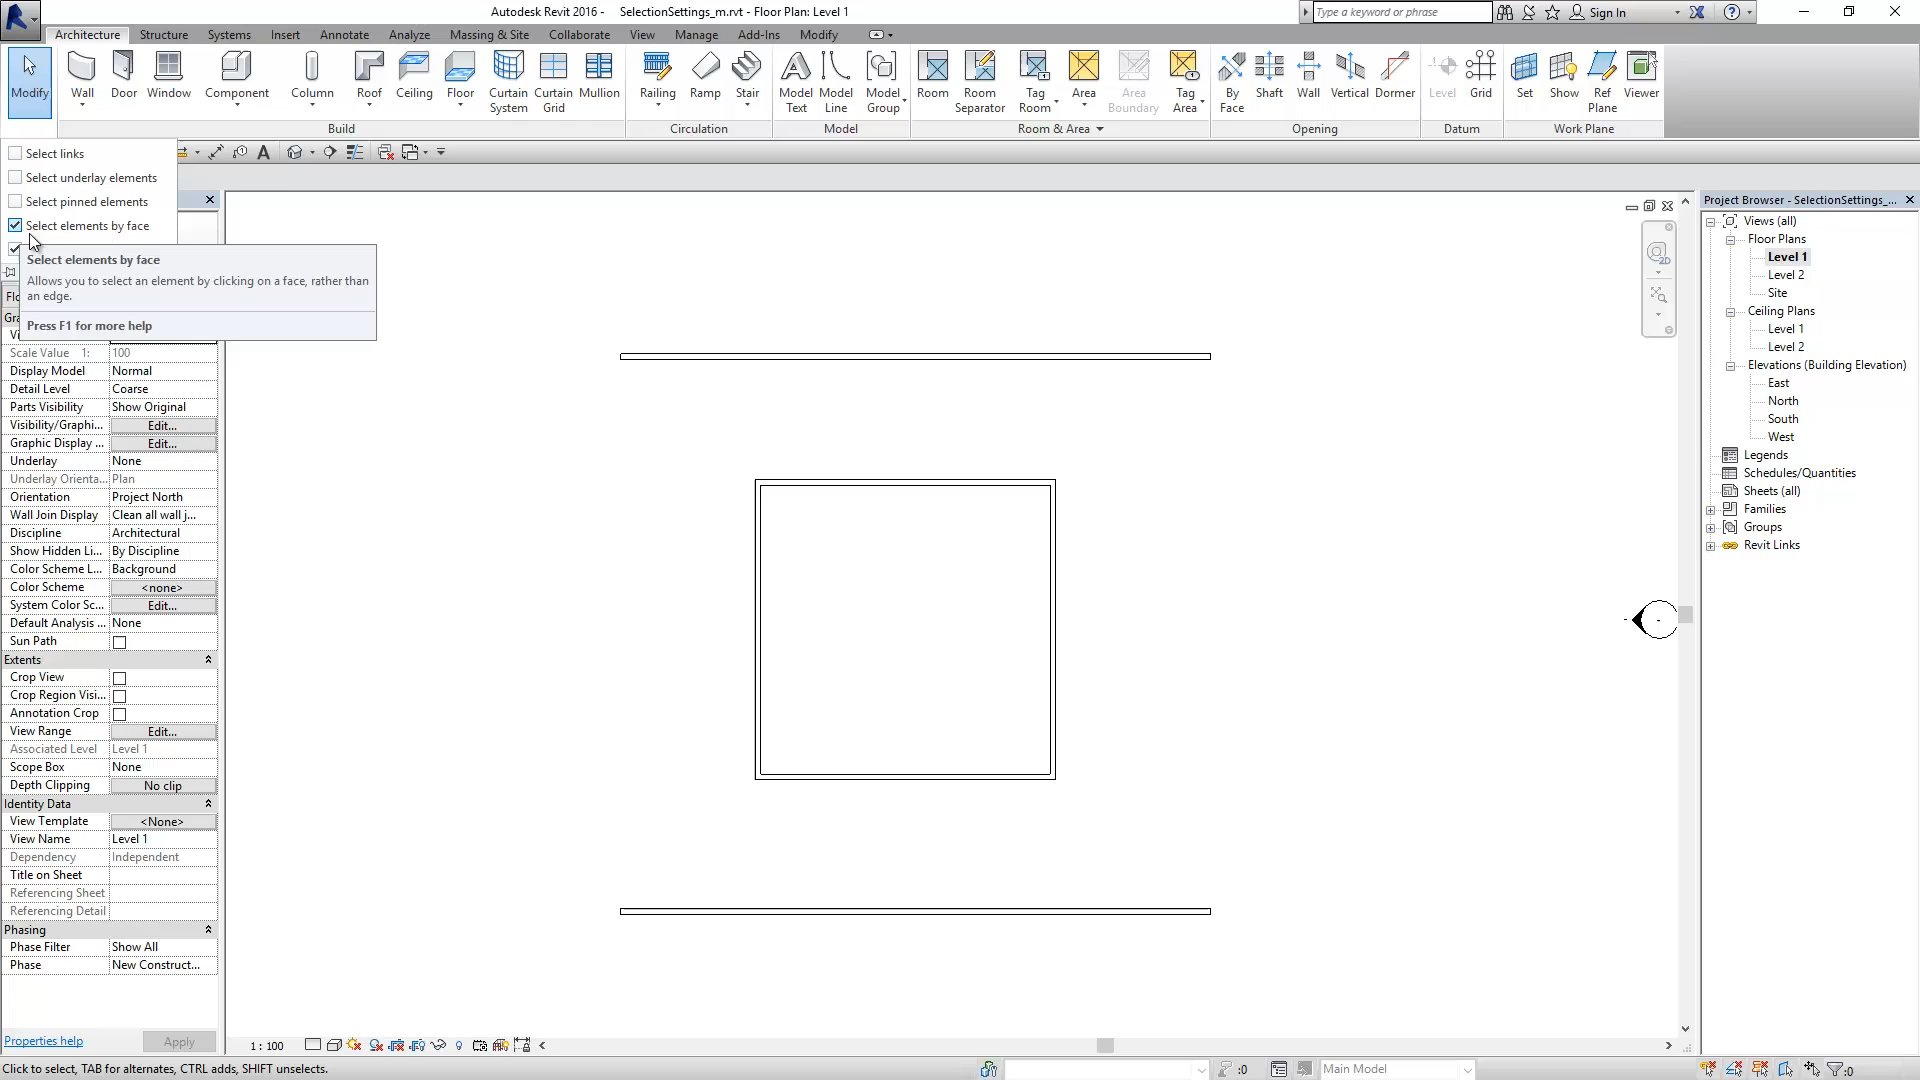 Autodesk Revit 2016 - SelectionSettings_m.rvt - Floor Plan: Level 1
Type a keyword or phrase
Sign In
Architecture Structure Systems Insert Annotate Analyze Massing & Site Collaborate View Manage Add-Ins Modify
Modify
Wall
Door
Window
Component
Column
Roof
Ceiling
Floor
Curtain System
Curtain Grid
Mullion
Railing
Ramp
Stair
Model Text
Model Line
Model Group
Room
Room Separator
Tag Room
Area
Area Boundary
Tag Area
By Face
Shaft
Wall
Vertical
Dormer
Level
Grid
Set
Show
Ref Plane
Viewer
Build
Circulation
Model
Room & Area
Opening
Datum
Work Plane
Select links
Select underlay elements
Select pinned elements
Select elements by face
Select elements by face
Allows you to select an element by clicking on a face, rather than
an edge.
Press F1 for more help
Scale Value 1: 100
Display Model Normal
Detail Level Coarse
Parts Visibility Show Original
Visibility/Graphi... Edit...
Graphic Display ... Edit...
Underlay None
Underlay Orienta... Plan
Orientation Project North
Wall Join Display Clean all wall j...
Discipline Architectural
Show Hidden Li... By Discipline
Color Scheme L... Background
Color Scheme <none>
System Color Sc... Edit...
Default Analysis ... None
Sun Path
Extents
Crop View
Crop Region Visi...
Annotation Crop
View Range Edit...
Associated Level Level 1
Scope Box None
Depth Clipping No clip
Identity Data
View Template <None>
View Name Level 1
Dependency Independent
Title on Sheet
Referencing Sheet
Referencing Detail
Phasing
Phase Filter Show All
Phase New Construct...
Properties help Apply
1 : 100
Click to select, TAB for alternates, CTRL adds, SHIFT unselects.
:0
Main Model
:0
Project Browser - SelectionSettings_...
Views (all)
Floor Plans
Level 1
Level 2
Site
Ceiling Plans
Level 1
Level 2
Elevations (Building Elevation)
East
North
South
West
Legends
Schedules/Quantities
Sheets (all)
Families
Groups
Revit Links
2D